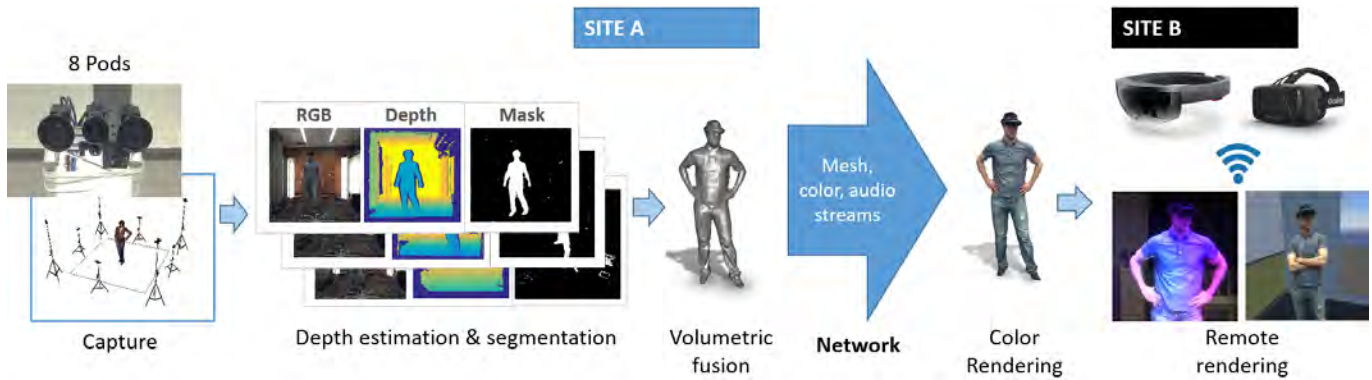 SITE A
SITE B
8 Pods
RGB
Depth
Mask
Mesh,
color, audio
streams
Capture
Depth estimation & segmentation
Volumetric
fusion
Network
Color
Rendering
Remote
rendering